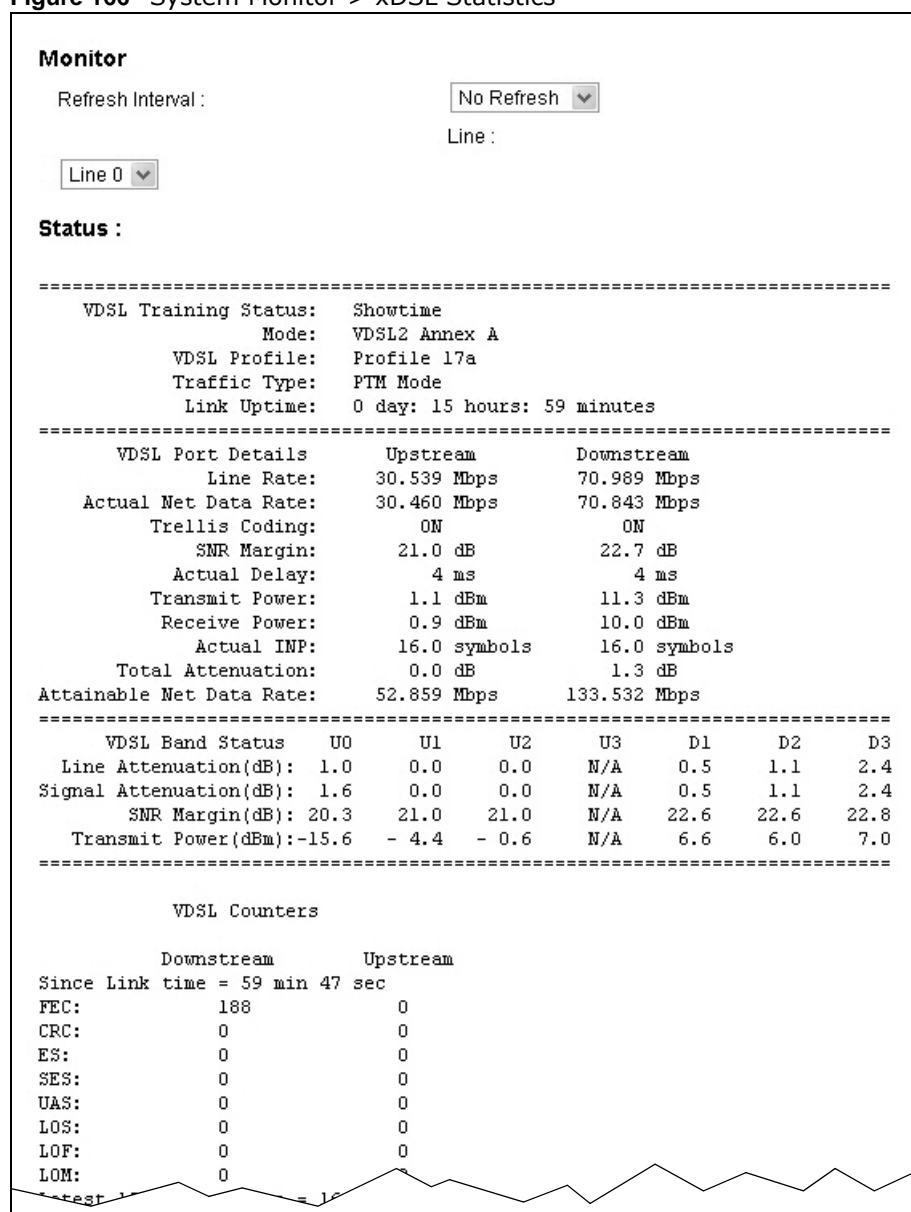 Monitor
Refresh Interval : No Refresh
Line :
Line 0
Status :
================================================================================
VDSL Training Status: Showtime
Mode: VDSL2 Annex A
VDSL Profile: Profile 17a
Traffic Type: PTM Mode
Link Uptime: 0 day: 15 hours: 59 minutes
================================================================================
VDSL Port Details Upstream Downstream
Line Rate: 30.539 Mbps 70.989 Mbps
Actual Net Data Rate: 30.460 Mbps 70.843 Mbps
Trellis Coding: ON ON
SNR Margin: 21.0 dB 22.7 dB
Actual Delay: 4 ms 4 ms
Transmit Power: 1.1 dBm 11.3 dBm
Receive Power: 0.9 dBm 10.0 dBm
Actual INP: 16.0 symbols 16.0 symbols
Total Attenuation: 0.0 dB 1.3 dB
Attainable Net Data Rate: 52.859 Mbps 133.532 Mbps
================================================================================
VDSL Band Status U0 U1 U2 U3 D1 D2 D3
Line Attenuation(dB): 1.0 0.0 0.0 N/A 0.5 1.1 2.4
Signal Attenuation(dB): 1.6 0.0 0.0 N/A 0.5 1.1 2.4
SNR Margin(dB): 20.3 21.0 21.0 N/A 22.6 22.6 22.8
Transmit Power(dBm):-15.6 - 4.4 - 0.6 N/A 6.6 6.0 7.0
================================================================================
VDSL Counters
Downstream Upstream
Since Link time = 59 min 47 sec
FEC: 188 0
CRC: 0 0
ES: 0 0
SES: 0 0
UAS: 0 0
LOS: 0 0
LOF: 0 0
LOM: 0